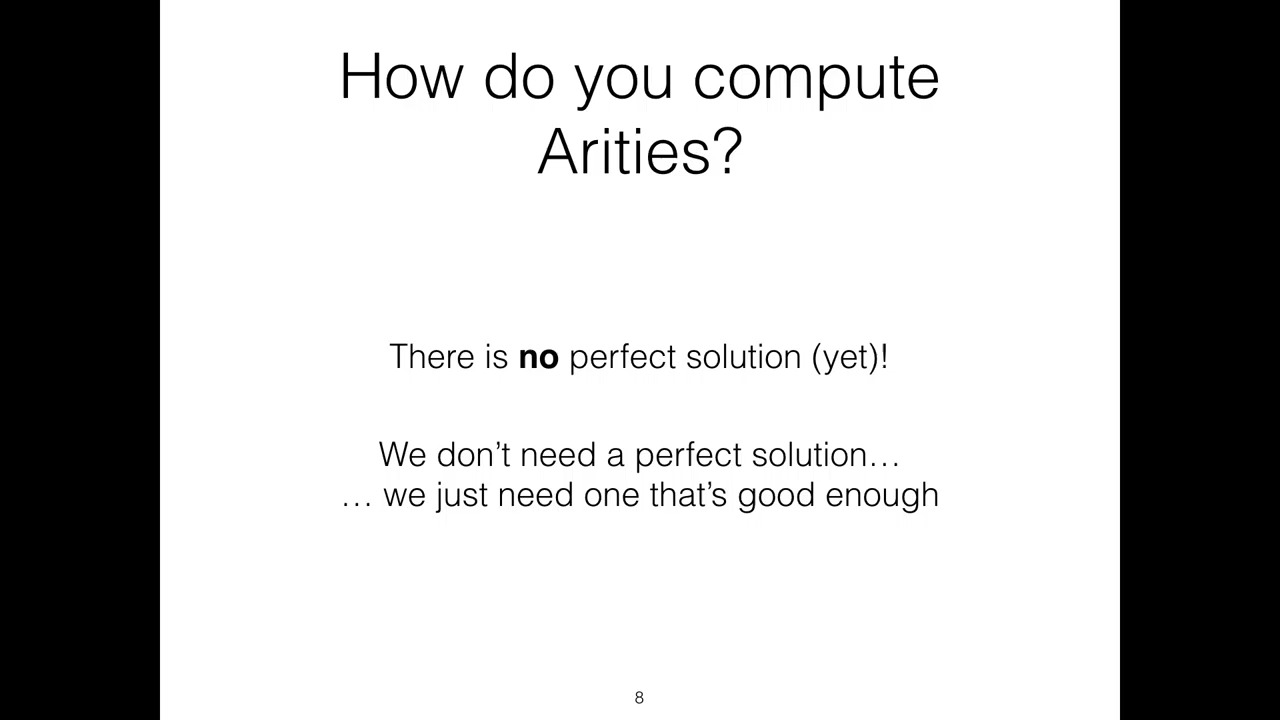 How do you compute
Arities?
There is no perfect solution (yet)!
We don’t need a perfect solution…
… we just need one that’s good enough
8